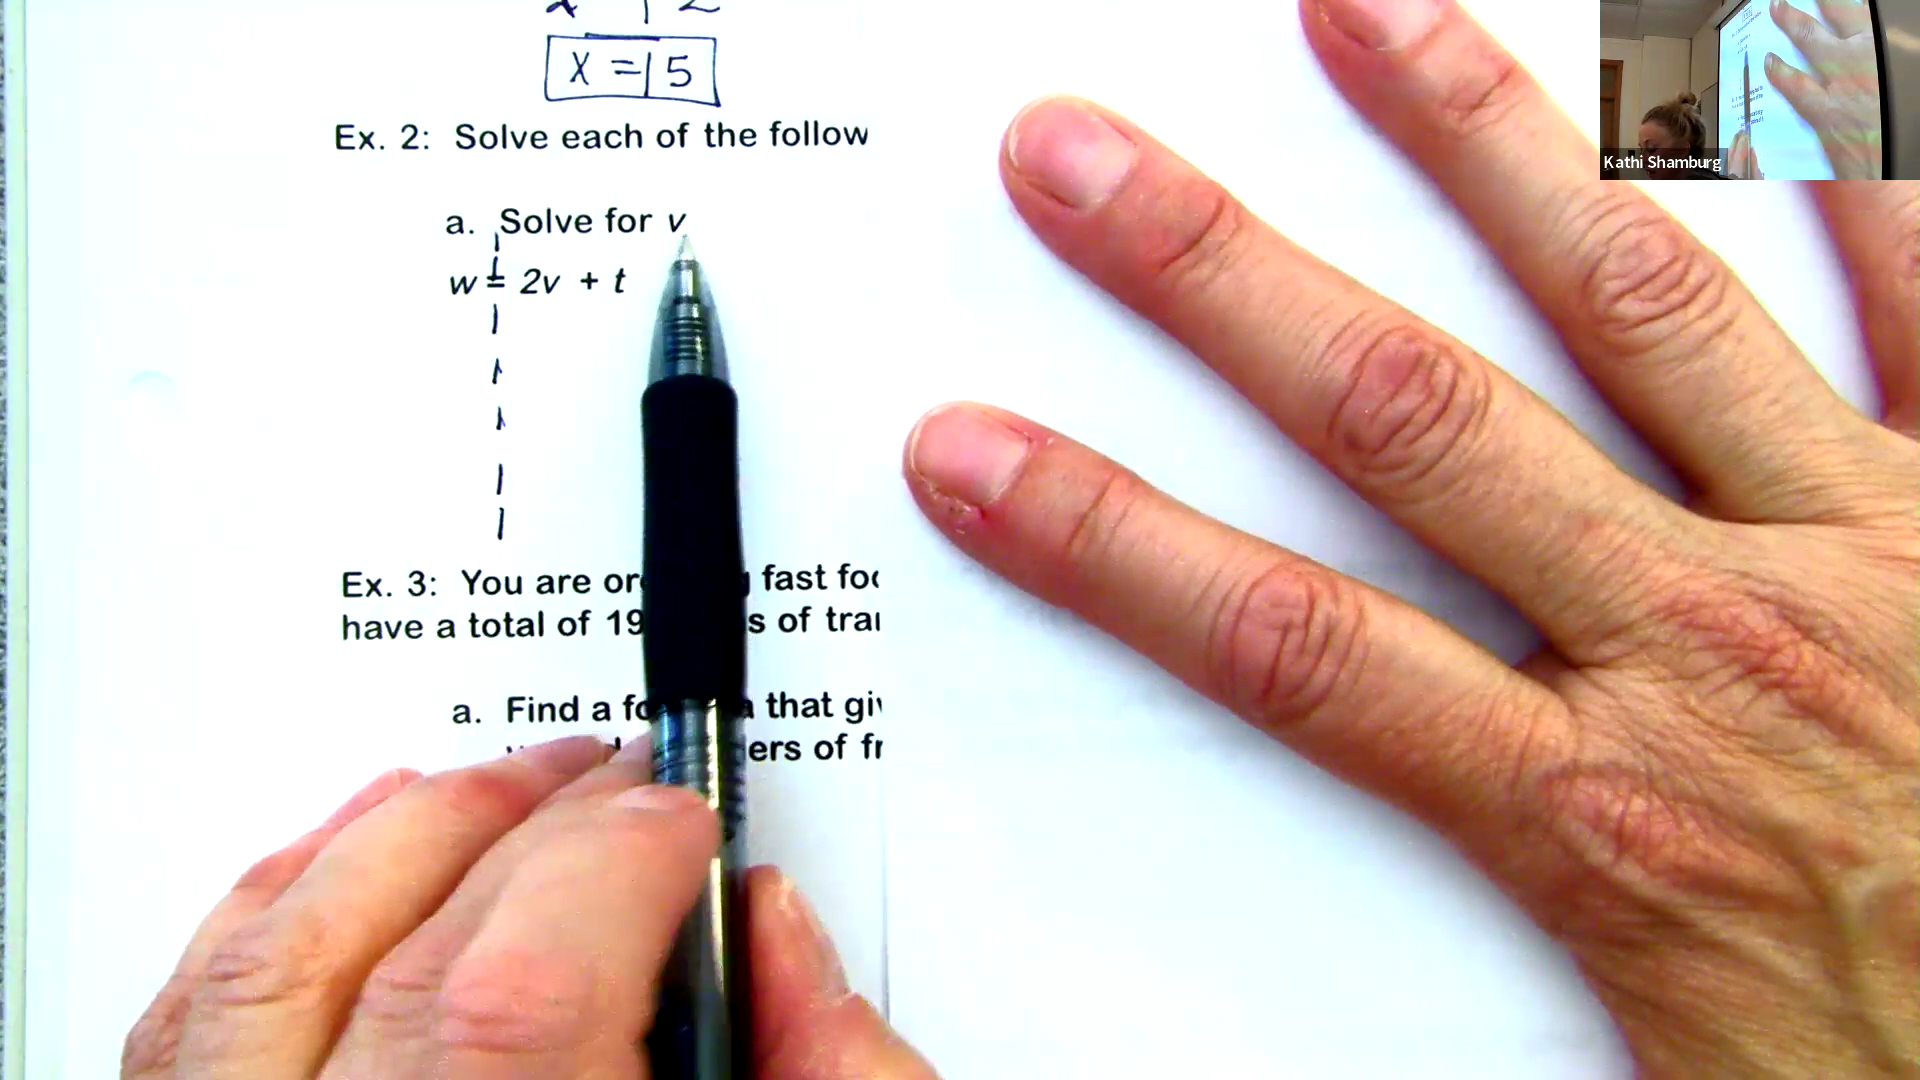 x = 5
Ex. 2: Solve each of the follow
a. Solve for v
w = 2v + t
Ex. 3: You are or fast foo
have a total of 19 s of trai
a. Find a fo a that giv
ers of fr
Kathi Shamburg